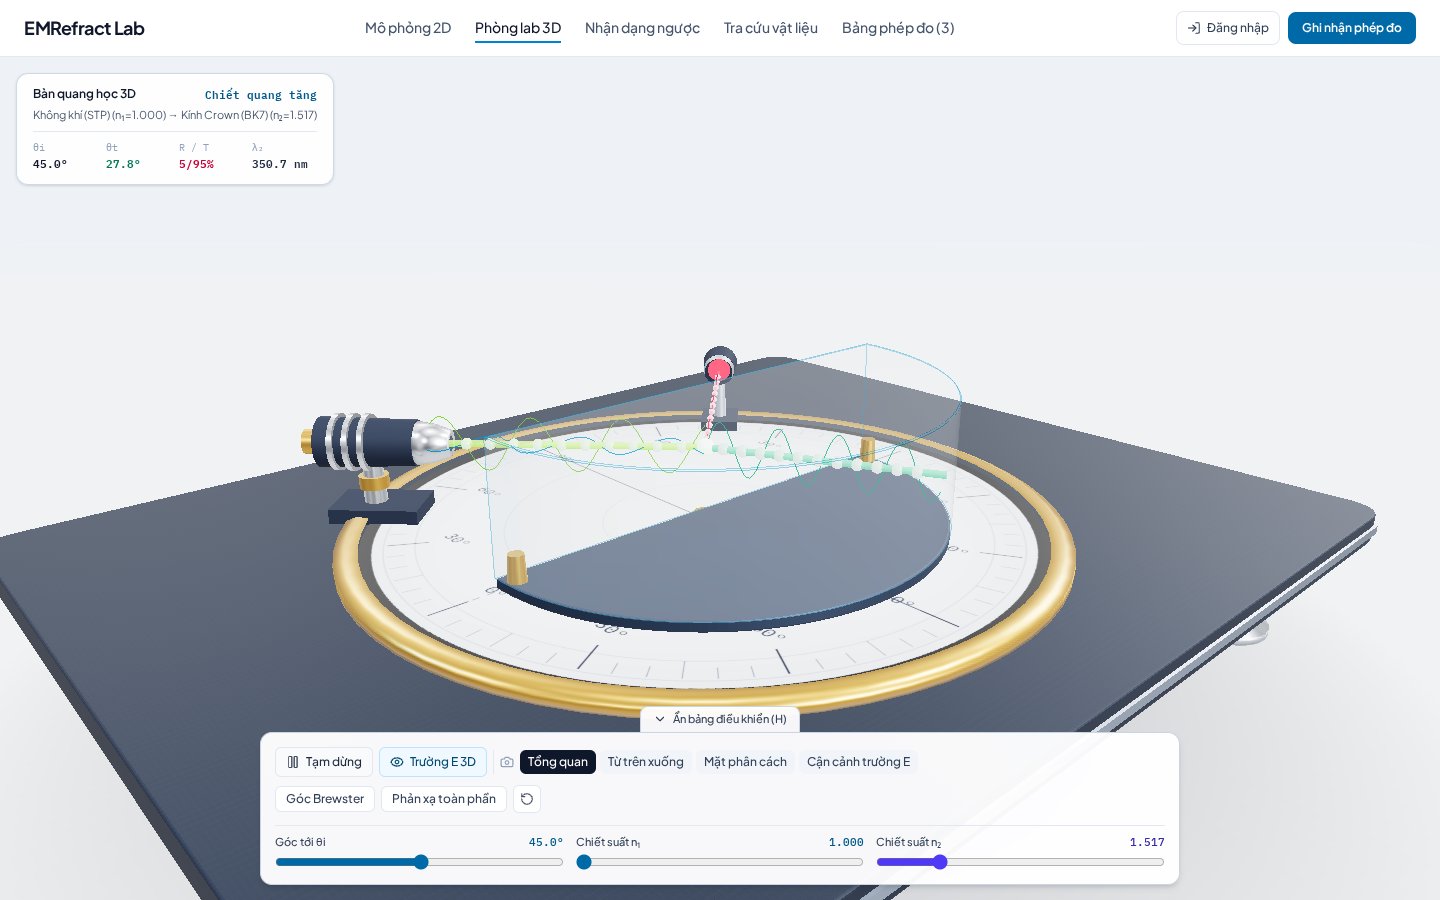 EMRefract Lab
Mô phỏng 2D
Phòng lab 3D
Nhận dạng ngược
Tra cứu vật liệu
Bảng phép đo (3)
Đăng nhập
Ghi nhận phép đo
Bàn quang học 3D
Chiết quang tăng
Không khí (STP) (n₁=1.000) → Kính Crown (BK7) (n₂=1.517)
θi θt R / T λ₂
45.0° 27.8° 5/95% 350.7 nm
30°
Ẩn bảng điều khiển (H)
Tạm dừng
Trường E 3D
Tổng quan
Từ trên xuống
Mặt phân cách
Cận cảnh trường E
Góc Brewster
Phản xạ toàn phần
Góc tới θi 45.0°
Chiết suất n₁ 1.000
Chiết suất n₂ 1.517